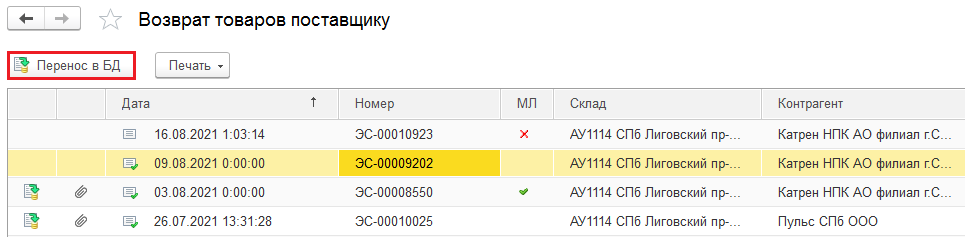 Возврат товаров поставщику
Перенос в БД Печать
Дата Номер МЛ Склад Контрагент
16.08.2021 1:03:14 ЭС-00010923 АУ1114 СПб Лиговский пр-... Катрен НПК АО филиал г.С...
09.08.2021 0:00:00 ЭС-00009202 АУ1114 СПб Лиговский пр-... Катрен НПК АО филиал г.С...
03.08.2021 0:00:00 ЭС-00008550 АУ1114 СПб Лиговский пр-... Катрен НПК АО филиал г.С...
26.07.2021 13:31:28 ЭС-00010025 АУ1114 СПб Лиговский пр-... Пульс СПб ООО